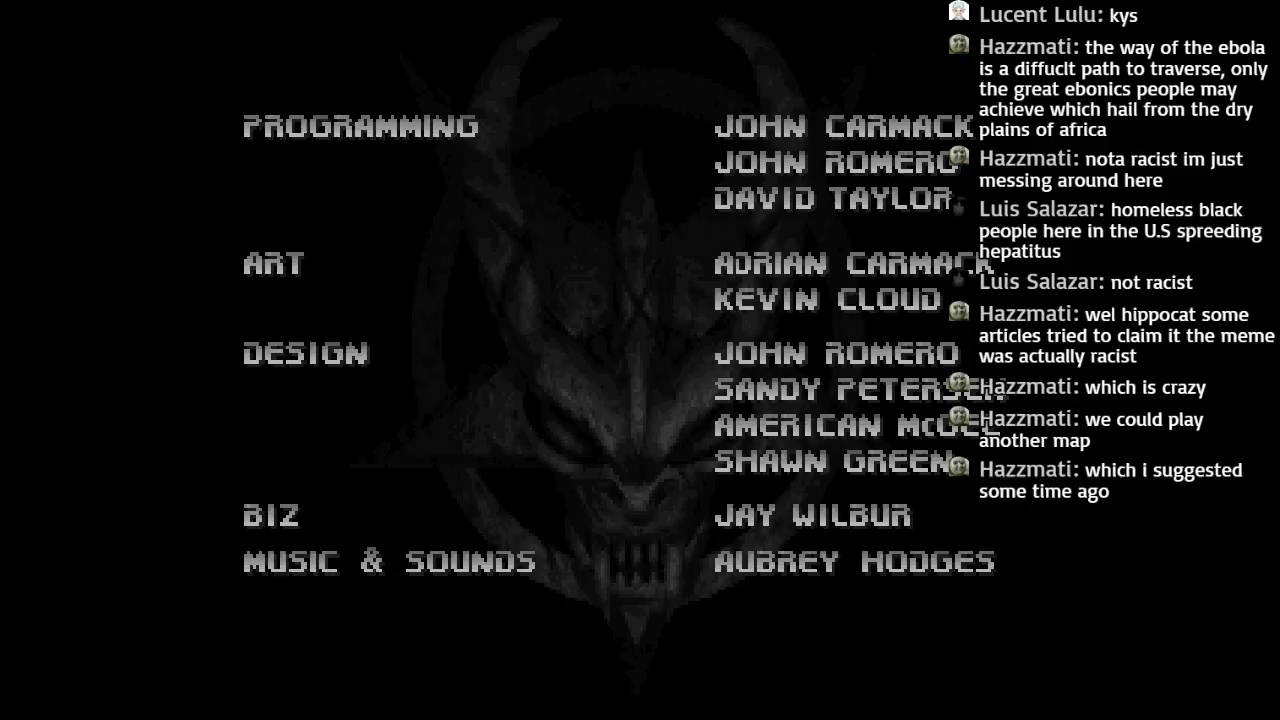 PROGRAMMING
JOHN CARMACK
JOHN ROMERO
DAVID TAYLOR
ART
ADRIAN CARMACK
KEVIN CLOUD
DESIGN
JOHN ROMERO
SANDY PETERSEN
AMERICAN McGEE
SHAWN GREEN
BIZ
JAY WILBUR
MUSIC & SOUNDS
AUBREY HODGES
Lucent Lulu: kys
Hazzmati: the way of the ebola
is a diffuclt path to traverse, only
the great ebonics people may
achieve which hail from the dry
plains of africa
Hazzmati: nota racist im just
messing around here
Luis Salazar: homeless black
people here in the U.S spreeding
hepatitus
Luis Salazar: not racist
Hazzmati: wel hippocat some
articles tried to claim it the meme
was actually racist
Hazzmati: which is crazy
Hazzmati: we could play
another map
Hazzmati: which i suggested
some time ago